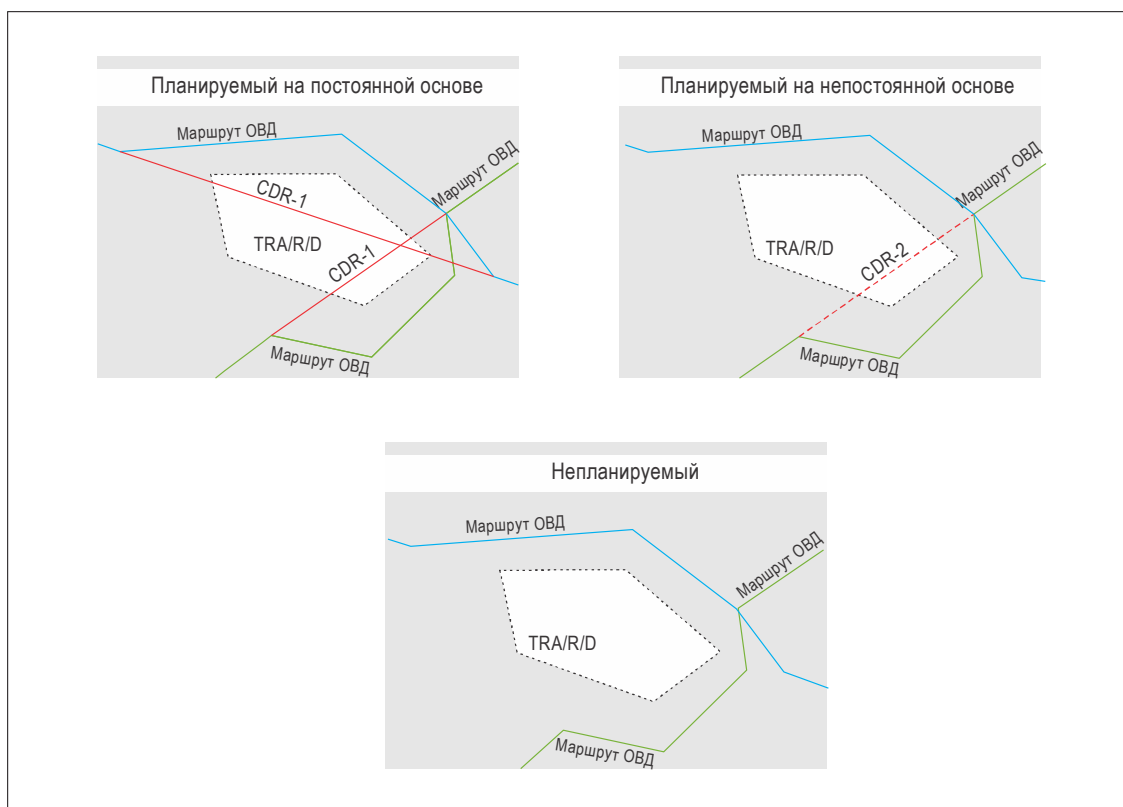 Планируемый на постоянной основе
Маршрут ОВД
Маршрут ОВД
CDR-1
TRA/R/D
CDR-1
Маршрут ОВД
Планируемый на непостоянной основе
Маршрут ОВД
Маршрут ОВД
TRA/R/D
CDR-2
Маршрут ОВД
Непланируемый
Маршрут ОВД
Маршрут ОВД
TRA/R/D
Маршрут ОВД